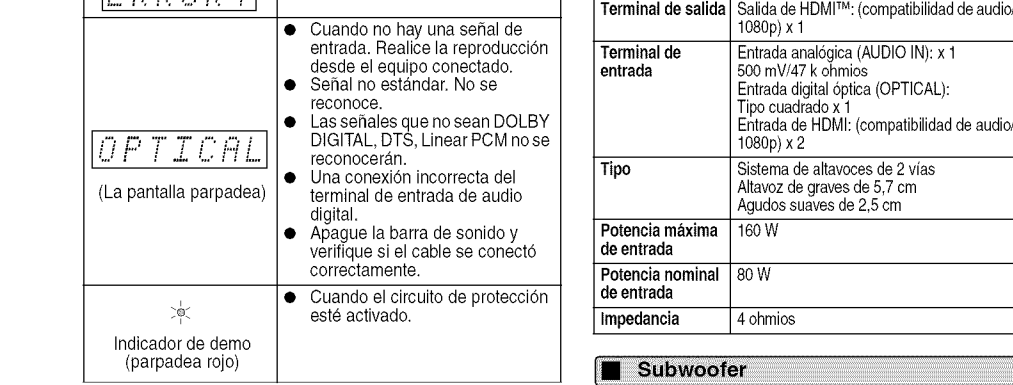 OPTICAL
(La pantalla parpadea)
● Cuando no hay una señal de
entrada. Realice la reproducción
desde el equipo conectado.
● Señal no estándar. No se
reconoce.
● Las señales que no sean DOLBY
DIGITAL, DTS, Linear PCM no se
reconocerán.
● Una conexión incorrecta del
terminal de entrada de audio
digital.
● Apague la barra de sonido y
verifique si el cable se conectó
correctamente.
Indicador de demo
(parpadea rojo)
● Cuando el circuito de protección
esté activado.
Terminal de salida
Salida de HDMI™: (compatibilidad de audio/
1080p) x 1
Terminal de
entrada
Entrada analógica (AUDIO IN): x 1
500 mV/47 k ohmios
Entrada digital óptica (OPTICAL):
Tipo cuadrado x 1
Entrada de HDMI: (compatibilidad de audio/
1080p) x 2
Tipo
Sistema de altavoces de 2 vías
Altavoz de graves de 5,7 cm
Agudos suaves de 2,5 cm
Potencia máxima
de entrada
160 W
Potencia nominal
de entrada
80 W
Impedancia
4 ohmios
■ Subwoofer